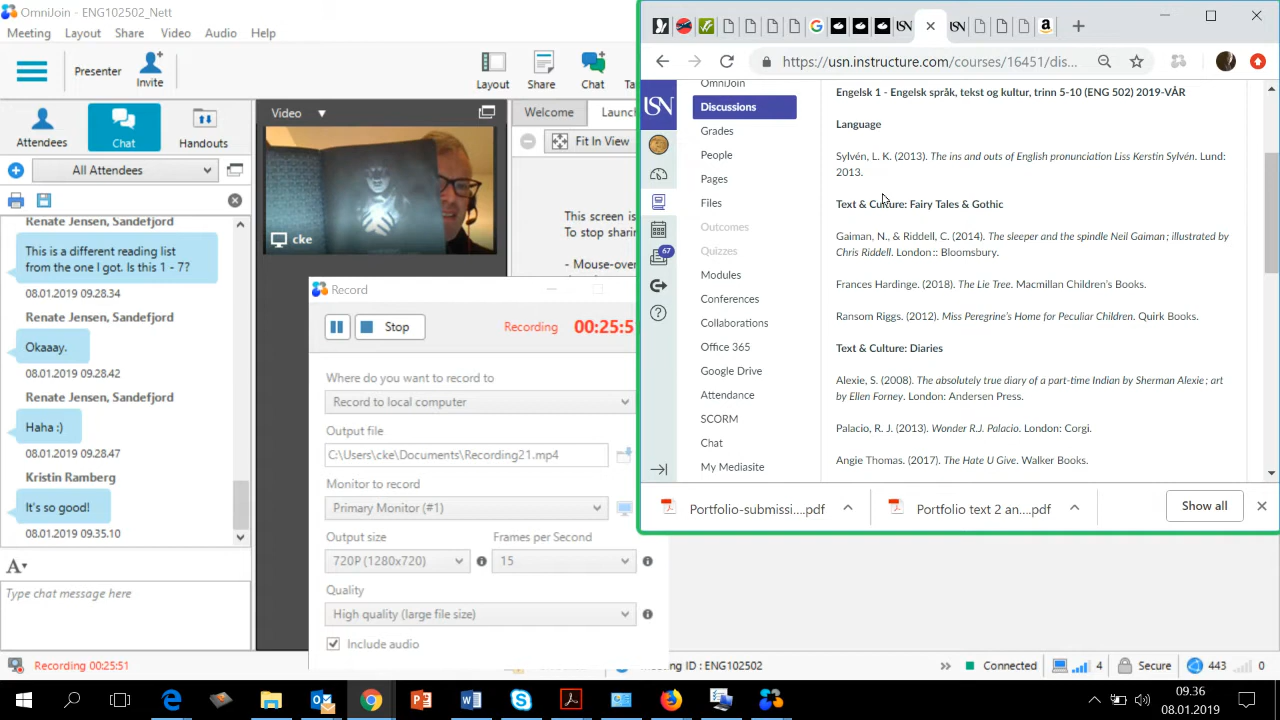 OmniJoin - ENG102502_Nett
Meeting Layout Share Video Audio Help
Presenter
Invite
Layout
Share
Chat
Attendees
Chat
Handouts
All Attendees
Renate Jensen, Sandefjord
This is a different reading list
from the one I got. Is this 1 - 7?
08.01.2019 09.28.34
Renate Jensen, Sandefjord
Okaaay.
08.01.2019 09.28.42
Renate Jensen, Sandefjord
Haha :)
08.01.2019 09.28.47
Kristin Ramberg
It's so good!
08.01.2019 09.35.10
A
Type chat message here
Recording 00:25:51
Video
cke
Welcome
Fit In View
This screen is
To stop sharin
- Mouse-over
Record
Stop
Recording
00:25:5
Where do you want to record to
Record to local computer
Output file
C:\Users\cke\Documents\Recording21.mp4
Monitor to record
Primary Monitor (#1)
Output size
Frames per Second
720P (1280x720)
15
Quality
High quality (large file size)
Include audio
Meeting ID : ENG102502
Connected
4
Secure
443
0
https://usn.instructure.com/courses/16451/dis...
USN
67
OmniJoin
Discussions
Grades
People
Pages
Files
Outcomes
Quizzes
Modules
Conferences
Collaborations
Office 365
Google Drive
Attendance
SCORM
Chat
My Mediasite
Engelsk 1 - Engelsk språk, tekst og kultur, trinn 5-10 (ENG 502) 2019-VÅR
Language
Sylvén, L. K. (2013). The ins and outs of English pronunciation Liss Kerstin Sylvén. Lund:
2013.
Text & Culture: Fairy Tales & Gothic
Gaiman, N., & Riddell, C. (2014). The sleeper and the spindle Neil Gaiman ; illustrated by
Chris Riddell. London : : Bloomsbury.
Frances Hardinge. (2018). The Lie Tree. Macmillan Children's Books.
Ransom Riggs. (2012). Miss Peregrine's Home for Peculiar Children. Quirk Books.
Text & Culture: Diaries
Alexie, S. (2008). The absolutely true diary of a part-time Indian by Sherman Alexie ; art
by Ellen Forney. London: Andersen Press.
Palacio, R. J. (2013). Wonder R.J. Palacio. London: Corgi.
Angie Thomas. (2017). The Hate U Give. Walker Books.
Portfolio-submissi....pdf
Portfolio text 2 an....pdf
Show all
09.36
08.01.2019